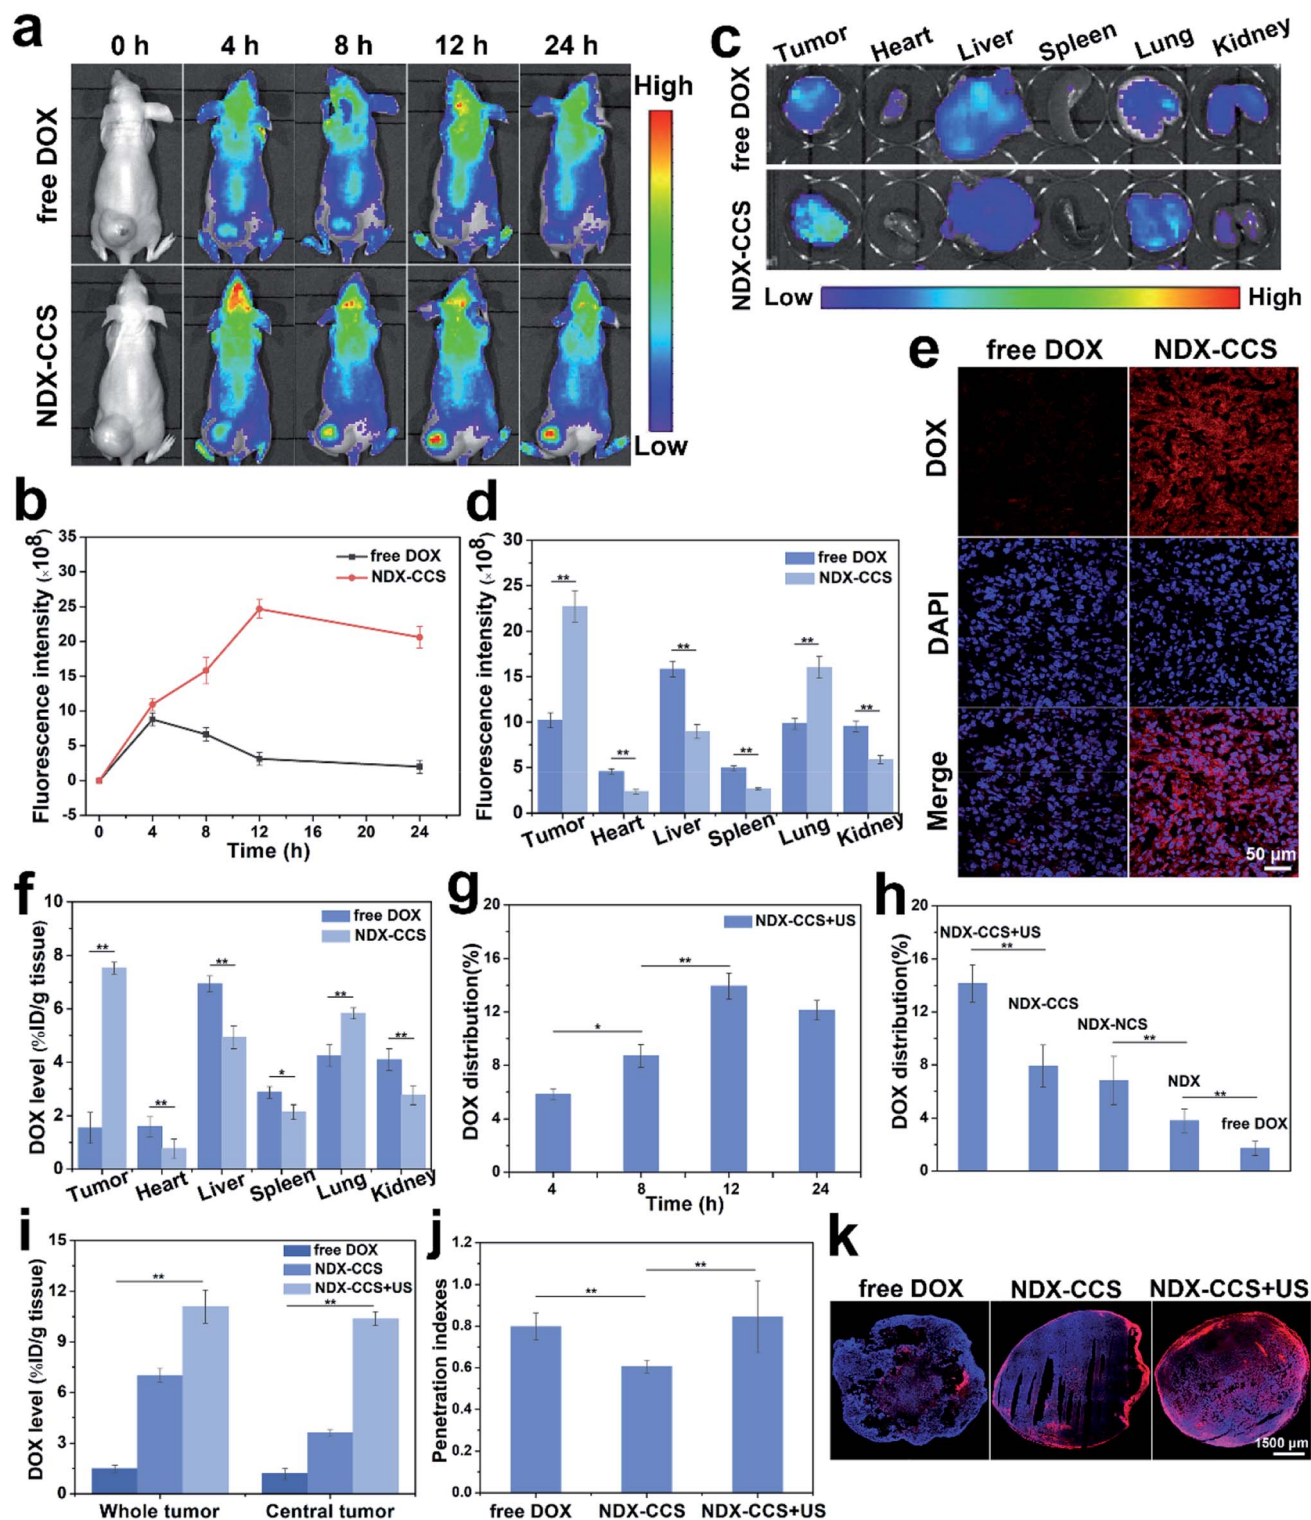 a
0 h 4 h 8 h 12 h 24 h
free DOX
NDX-CCS
High
Low
c
Tumor Heart Liver Spleen Lung Kidney
free DOX
NDX-CCS
Low High
b
Fluorescence intensity (×10⁸)
35
30
25
20
15
10
5
0
-5
free DOX
NDX-CCS
0 4 8 12 16 20 24
Time (h)
d
Fluorescence intensity (×10⁸)
30
25
20
15
10
5
0
free DOX
NDX-CCS
** ** ** ** ** **
Tumor Heart Liver Spleen Lung Kidney
e
free DOX NDX-CCS
DOX
DAPI
Merge
50 μm
f
DOX level (%ID/g tissue)
10
8
6
4
2
0
free DOX
NDX-CCS
** ** ** * ** **
Tumor Heart Liver Spleen Lung Kidney
g
DOX distribution(%)
20
16
12
8
4
0
NDX-CCS+US
* **
4 8 12 24
Time (h)
h
DOX distribution(%)
20
16
12
8
4
0
NDX-CCS+US
**
NDX-CCS
NDX-NCS
**
NDX
**
free DOX
i
DOX level (%ID/g tissue)
15
12
9
6
3
0
free DOX
NDX-CCS
NDX-CCS+US
** **
Whole tumor Central tumor
j
Penetration indexes
1.2
1.0
0.8
0.6
0.4
0.2
0.0
** **
free DOX NDX-CCS NDX-CCS+US
k
free DOX NDX-CCS NDX-CCS+US
1500 μm